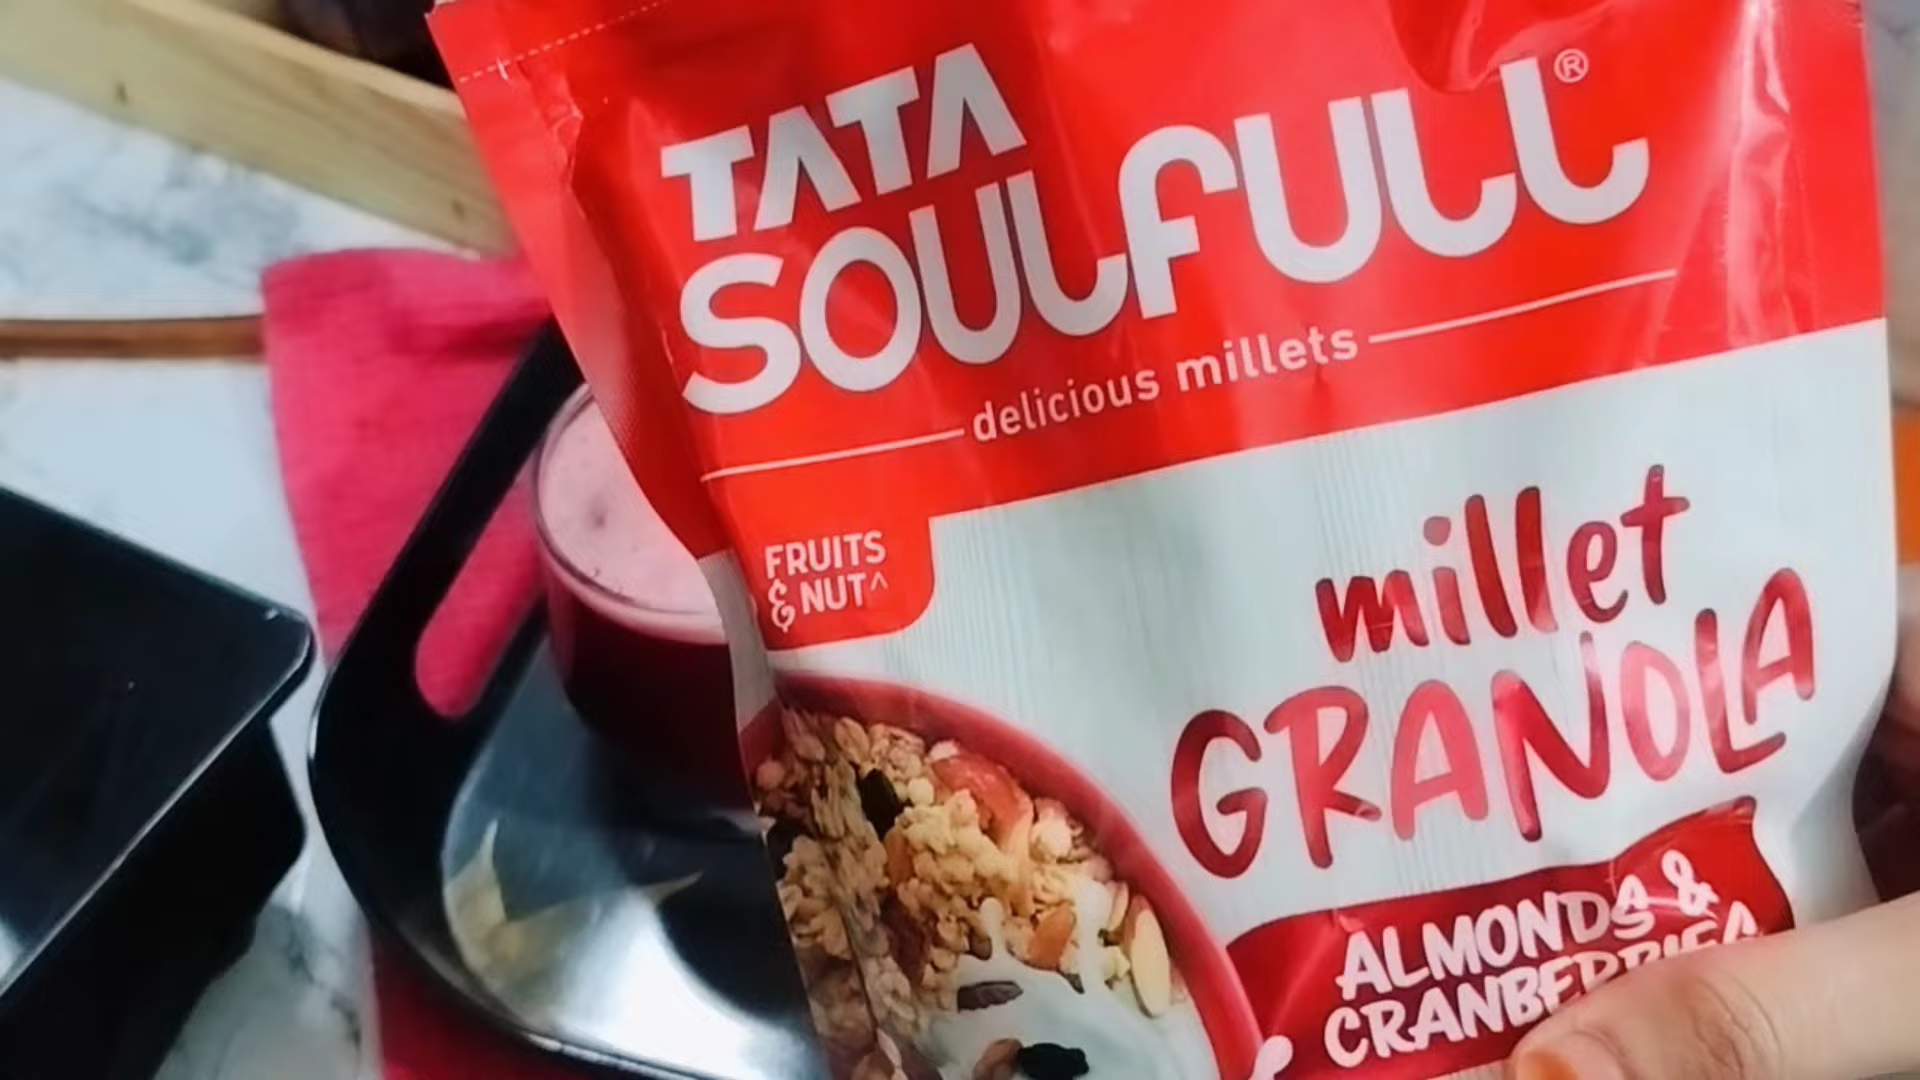 TATA
SOULFULL®
delicious millets
FRUITS
& NUT^
millet
GRANOLA
ALMONDS &